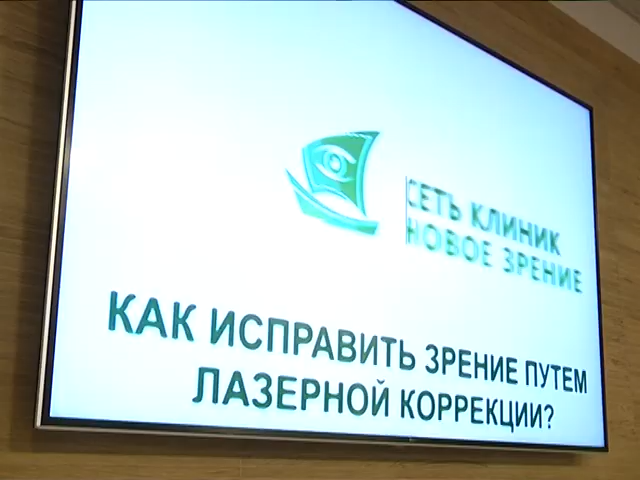 СЕТЬ КЛИНИК
НОВОЕ ЗРЕНИЕ
КАК ИСПРАВИТЬ ЗРЕНИЕ ПУТЕМ
ЛАЗЕРНОЙ КОРРЕКЦИИ?